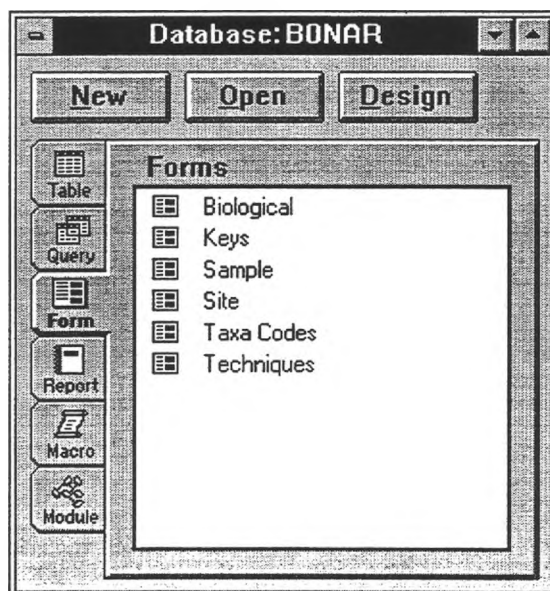 Database: BONAR
New Open Design
Forms
Table
Query
Form
Report
Macro
Module
Biological
Keys
Sample
Site
Taxa Codes
Techniques